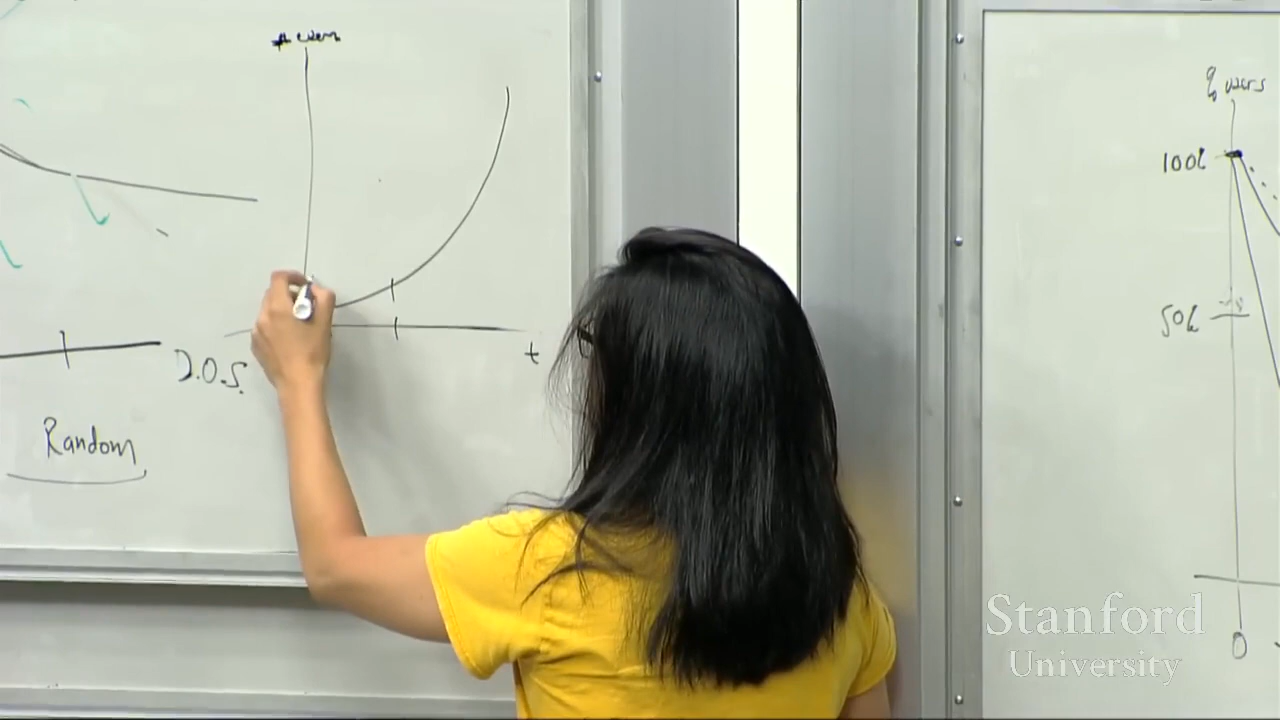 # users
t
D.O.S.
Random
% users
100%
50%
0
Stanford
University